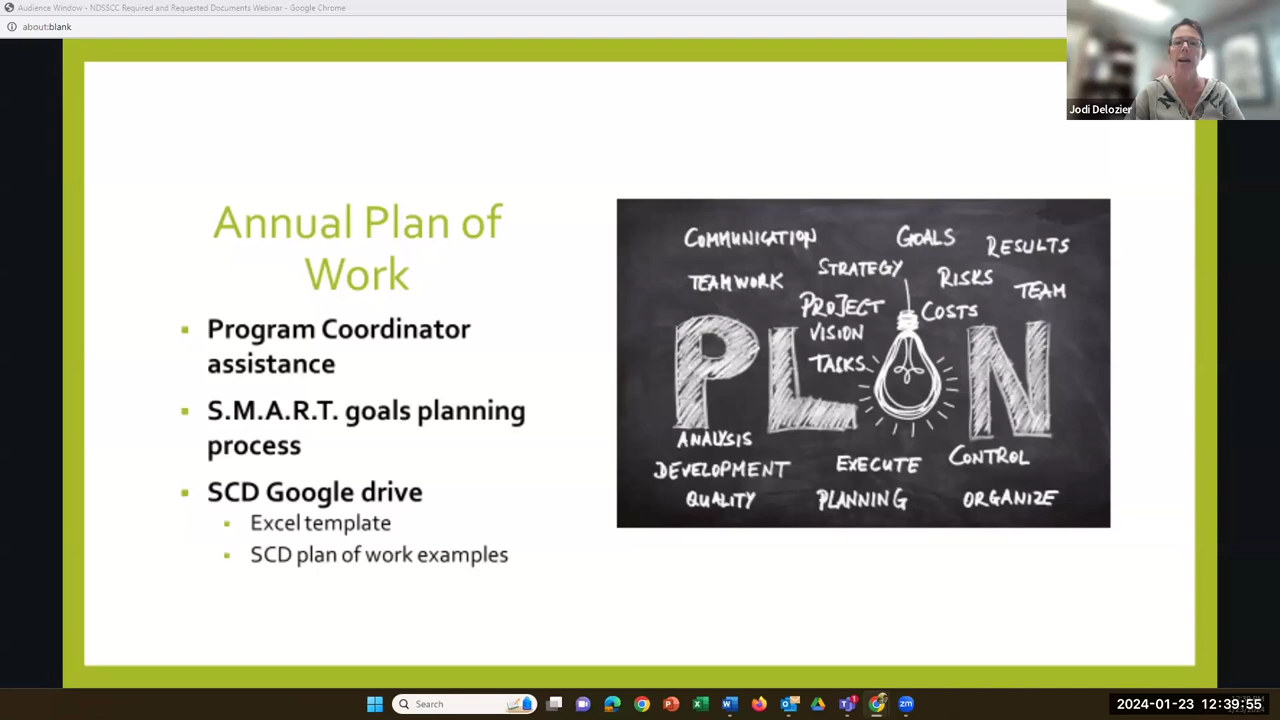 Audience Window - NDSSCC Required and Requested Documents Webinar - Google Chrome
about:blank
Jodi Delozier
Annual Plan of
Work
Program Coordinator
assistance
S.M.A.R.T. goals planning
process
SCD Google drive
Excel template
SCD plan of work examples
COMMUNICATION
GOALS
RESULTS
TEAMWORK
STRATEGY
RISKS
TEAM
PROJECT
COSTS
VISION
TASKS
PLAN
ANALYSIS
DEVELOPMENT
EXECUTE
CONTROL
QUALITY
PLANNING
ORGANIZE
Search
2024-01-23 12:39:55